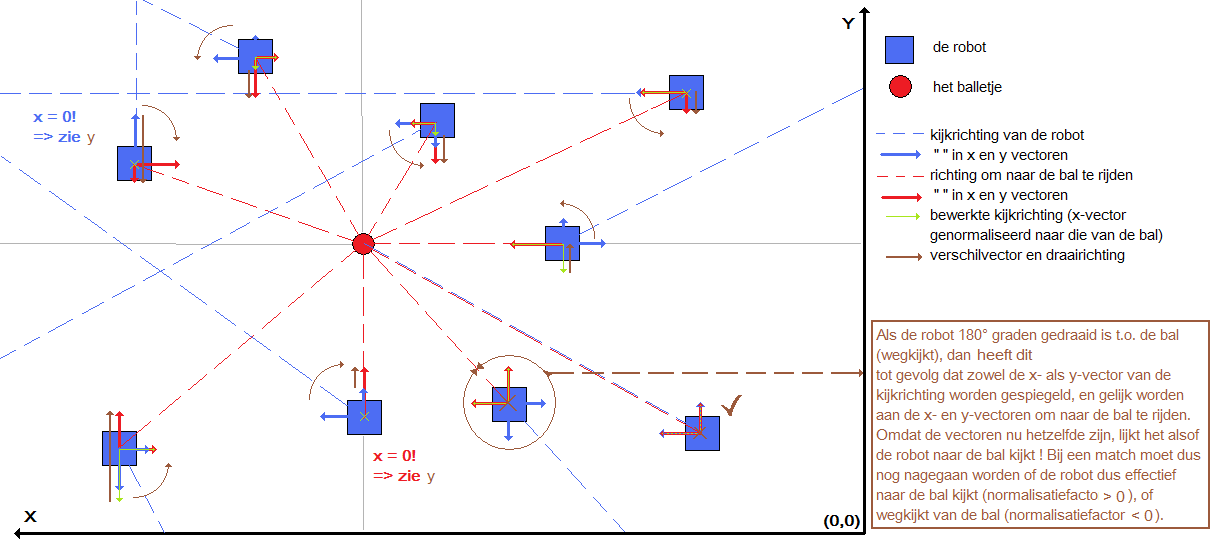 Y
de robot
het balletje
x = 0!
=> zie y
kijkrichting van de robot
" " in x en y vectoren
richting om naar de bal te rijden
" " in x en y vectoren
bewerkte kijkrichting (x-vector
genormaliseerd naar die van de bal)
verschilvector en draairichting
Als de robot 180° graden gedraaid is t.o. de bal
(wegkijkt), dan heeft dit
tot gevolg dat zowel de x- als y-vector van de
kijkrichting worden gespiegeld, en gelijk worden
aan de x- en y-vectoren om naar de bal te rijden.
Omdat de vectoren nu hetzelfde zijn, lijkt het alsof
de robot naar de bal kijkt ! Bij een match moet dus
nog nagegaan worden of de robot dus effectief
naar de bal kijkt (normalisatiefacto > 0 ), of
wegkijkt van de bal (normalisatiefactor < 0 ).
x = 0!
=> zie y
X
(0,0)